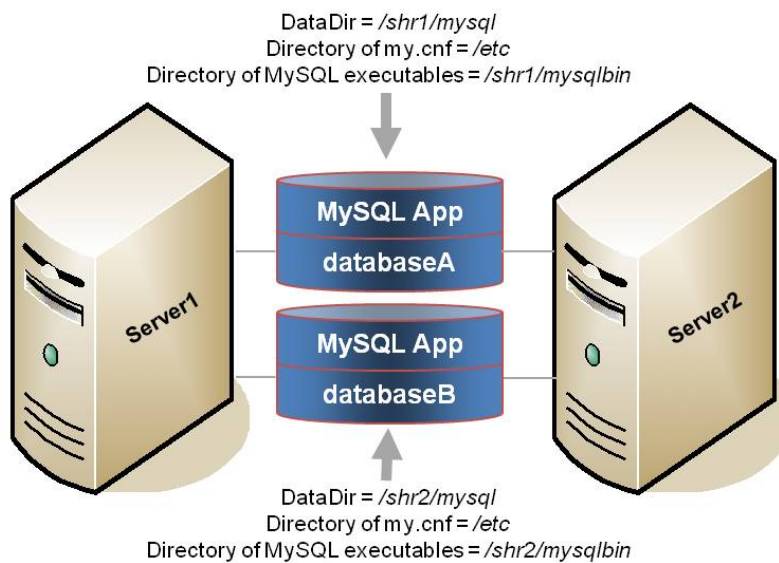 DataDir = /shr1/mysql
Directory of my.cnf = /etc
Directory of MySQL executables = /shr1/mysqlbin
Server1
MySQL App
databaseA
MySQL App
databaseB
Server2
DataDir = /shr2/mysql
Directory of my.cnf = /etc
Directory of MySQL executables = /shr2/mysqlbin